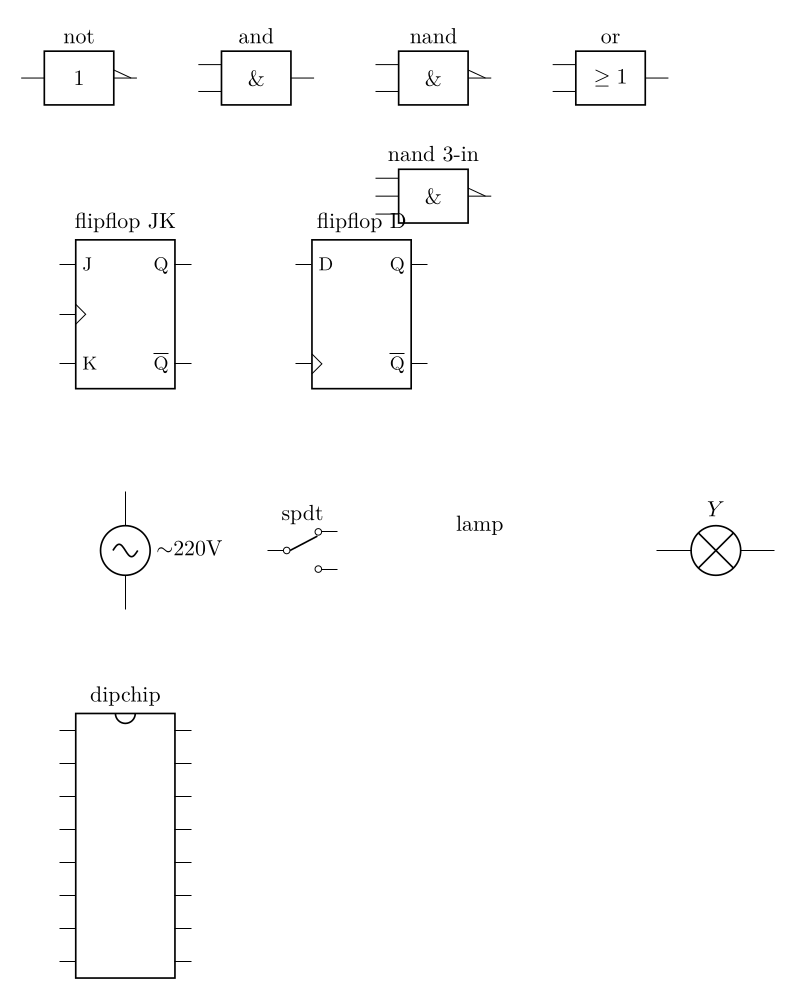 not and nand or
1 & & ≥ 1
nand 3-in
&
flipflop JK flipflop D
J Q D Q
K Q̅ Q̅
Y
spdt lamp
~220V
dipchip